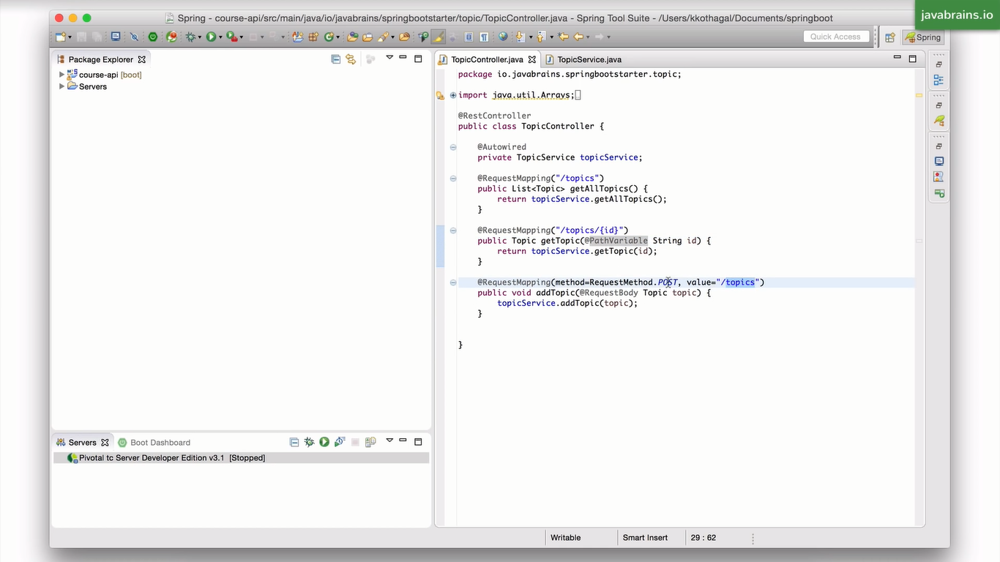 Spring - course-api/src/main/java/io/javabrains/springbootstarter/topic/TopicController.java - Spring Tool Suite - /Users/kkothagal/Documents/springboot
javabrains.io
Quick Access
Spring
Package Explorer
course-api [boot]
Servers
TopicController.java
TopicService.java
package io.javabrains.springbootstarter.topic;
import java.util.Arrays;
@RestController
public class TopicController {
@Autowired
private TopicService topicService;
@RequestMapping("/topics")
public List<Topic> getAllTopics() {
return topicService.getAllTopics();
}
@RequestMapping("/topics/{id}")
public Topic getTopic(@PathVariable String id) {
return topicService.getTopic(id);
}
@RequestMapping(method=RequestMethod.POST, value="/topics")
public void addTopic(@RequestBody Topic topic) {
topicService.addTopic(topic);
}
}
Servers
Boot Dashboard
Pivotal tc Server Developer Edition v3.1 [Stopped]
Writable
Smart Insert
29 : 62